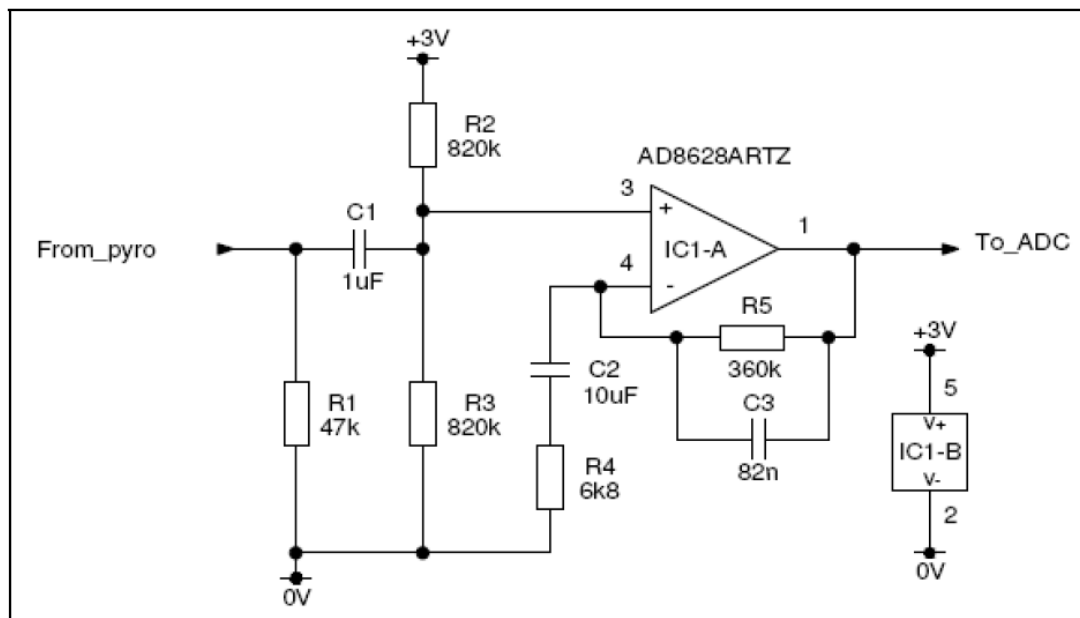 +3V
R2
820k
AD8628ARTZ
3
+
C1
1
From_pyro
IC1-A
To_ADC
4
1uF
-
R5
+3V
C2
10uF
360k
5
R1
47k
R3
820k
C3
V+
IC1-B
V-
R4
6k8
82n
2
0V
0V